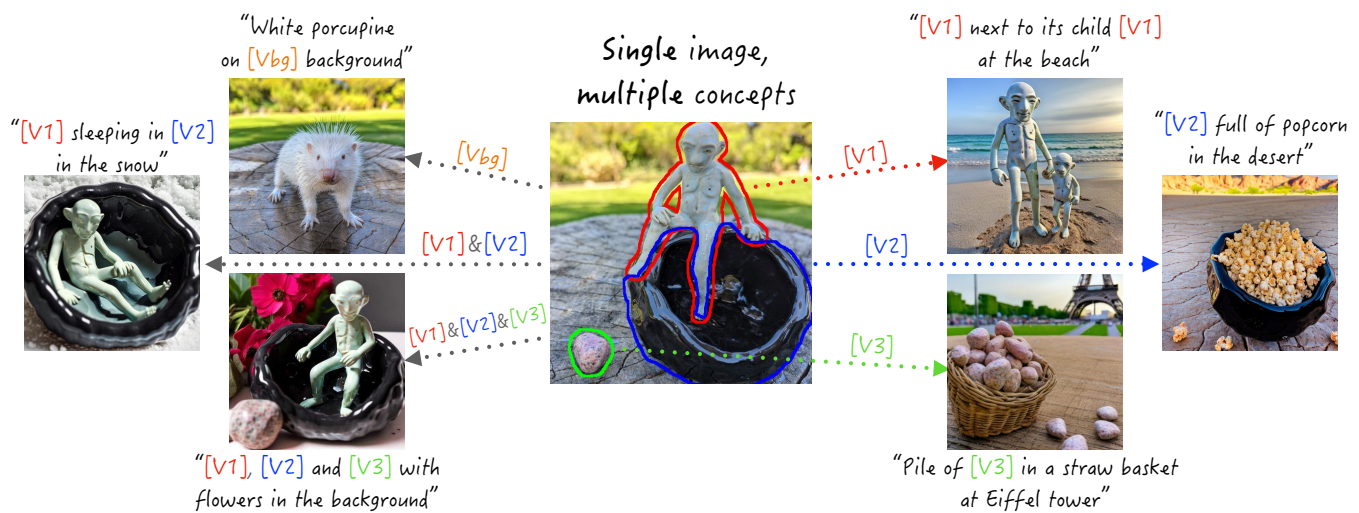 “White porcupine
on [Vbg] background”
Single image,
multiple concepts
“[V1] next to its child [V1]
at the beach”
“[V1] sleeping in [V2]
in the snow”
“[V2] full of popcorn
in the desert”
[Vbg]
[V1]
[V1]&[V2]
[V2]
[V1]&[V2]&[V3]
[V3]
“[V1], [V2] and [V3] with
flowers in the background”
“Pile of [V3] in a straw basket
at Eiffel tower”